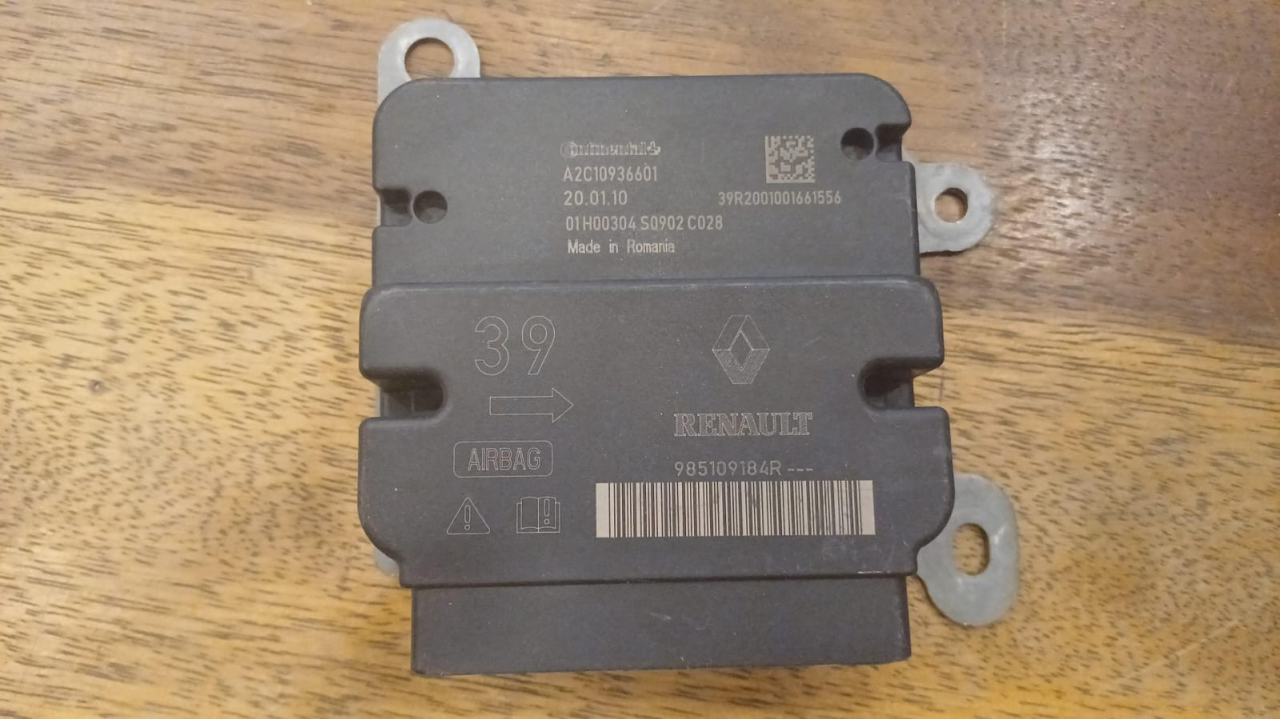 Continental
A2C10936601
20.01.10
39R2001001661556
01H00304 S0902 C028
Made in Romania
39
RENAULT
AIRBAG
985109184R---